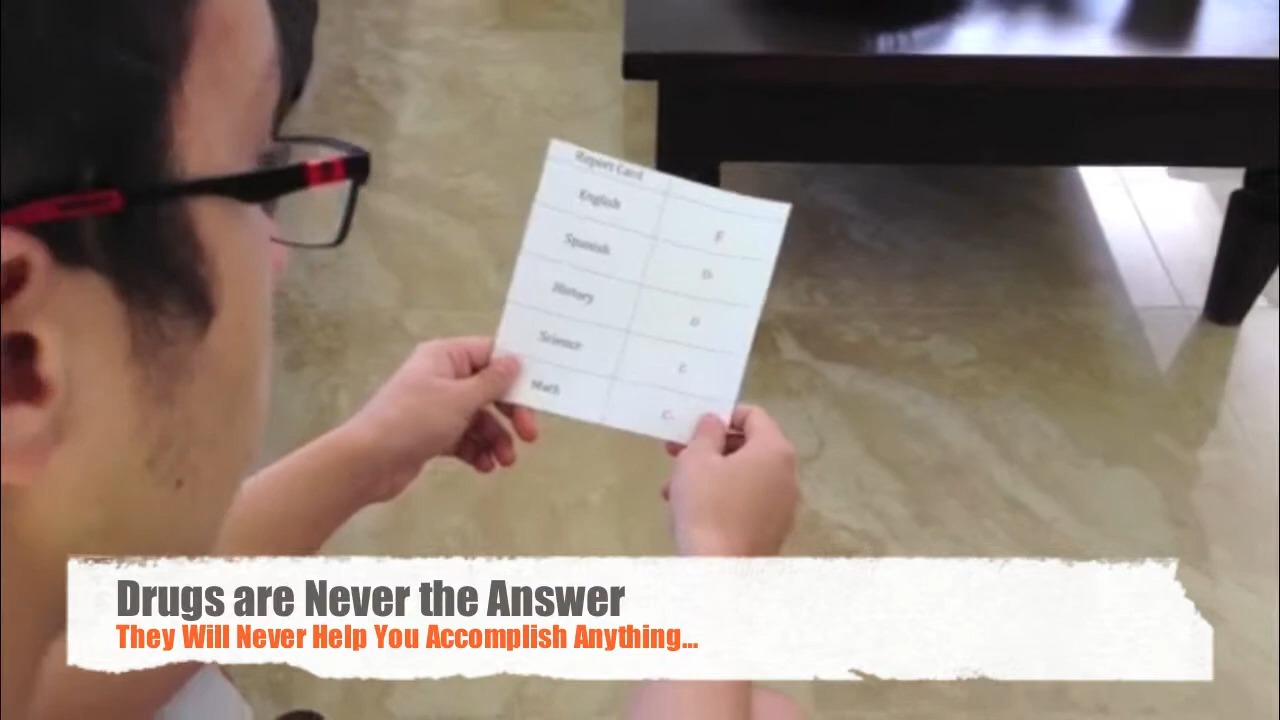 Report Card
English F
Spanish D-
History D
Science C
Math C-
Drugs are Never the Answer
They Will Never Help You Accomplish Anything...